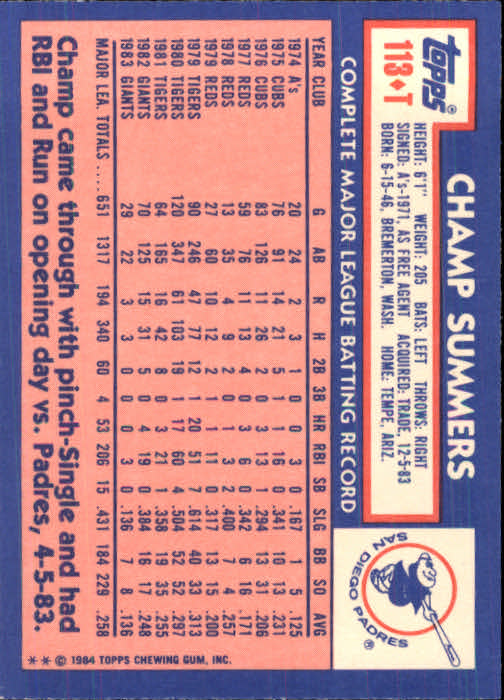 Topps®
113♦T
CHAMP SUMMERS
HEIGHT: 6'1" WEIGHT: 205 BATS: LEFT THROWS: RIGHT
SIGNED: A's-1971, AS FREE AGENT ACQUIRED: TRADE, 12-5-83
BORN: 6-15-46, BREMERTON, WASH. HOME: TEMPE, ARIZ.
SAN DIEGO PADRES ®
COMPLETE MAJOR LEAGUE BATTING RECORD
YEAR CLUB G AB R H 2B 3B HR RBI SB SLG BB SO AVG
1974 A's 20 24 2 3 1 0 0 3 0 .167 1 5 .125
1975 CUBS 76 91 14 21 5 1 1 16 0 .341 10 13 .231
1976 CUBS 83 126 11 26 2 0 3 13 1 .294 13 31 .206
1977 REDS 59 76 11 13 4 0 3 6 0 .342 6 16 .171
1978 REDS 13 35 4 9 2 0 1 3 2 .400 7 4 .257
1979 REDS 27 60 10 12 2 1 1 11 0 .317 13 15 .200
1979 TIGERS 90 246 47 77 12 1 20 51 7 .614 40 33 .313
1980 TIGERS 120 347 61 103 19 1 17 60 4 .504 52 52 .297
1981 TIGERS 64 165 16 42 8 0 3 21 1 .358 19 35 .255
1982 GIANTS 70 125 15 31 5 0 4 19 0 .384 16 17 .248
1983 GIANTS 29 22 3 3 0 0 0 3 0 .136 7 8 .136
MAJOR LEA. TOTALS .... 651 1317 194 340 60 4 53 206 15 .431 184 229 .258
Champ came through with pinch-Single and had
RBI and Run on opening day vs. Padres, 4-5-83.
** © 1984 TOPPS CHEWING GUM, INC.